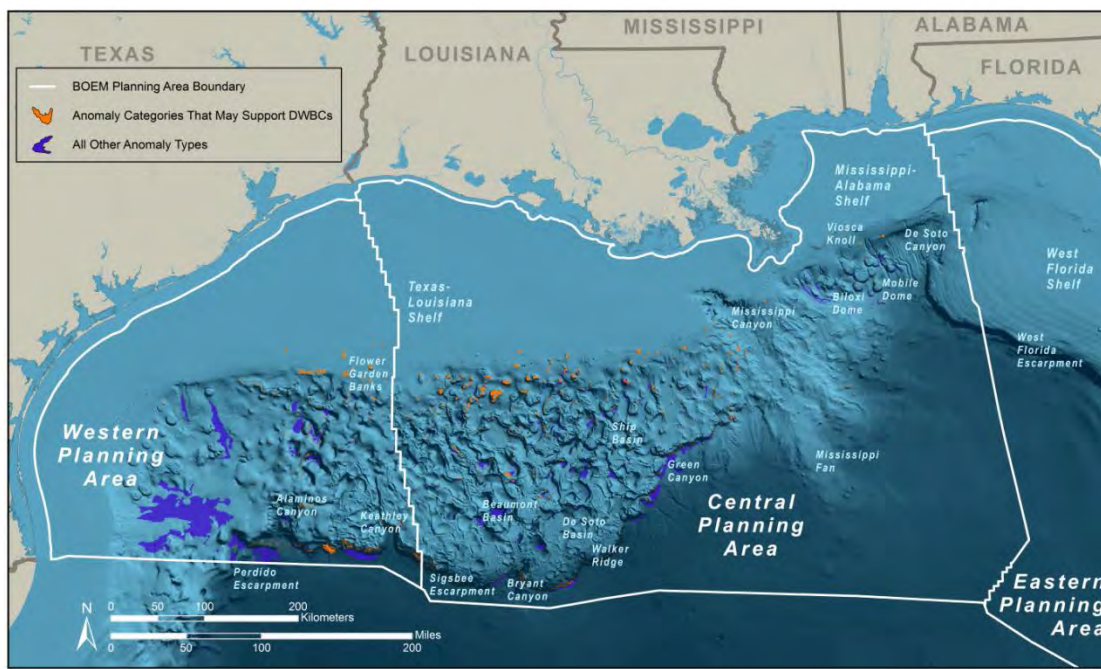 TEXAS
LOUISIANA
MISSISSIPPI
ALABAMA
FLORIDA
BOEM Planning Area Boundary
Anomaly Categories That May Support DWBCs
All Other Anomaly Types
Mississippi-
Alabama
Shelf
Viosca
Knoll
De Soto
Canyon
West
Florida
Shelf
Texas-
Louisiana
Shelf
Mississippi
Canyon
Biloxi
Dome
Mobile
Dome
West
Florida
Escarpment
Flower
Garden
Banks
Western
Planning
Area
Ship
Basin
Green
Canyon
Mississippi
Fan
Alaminos
Canyon
Keathley
Canyon
Beaumont
Basin
De Soto
Basin
Walker
Ridge
Central
Planning
Area
Perdido
Escarpment
Sigsbee
Escarpment
Bryant
Canyon
Eastern
Planning
Area
N
0 50 100 200
Kilometers
Miles
0 50 100 200